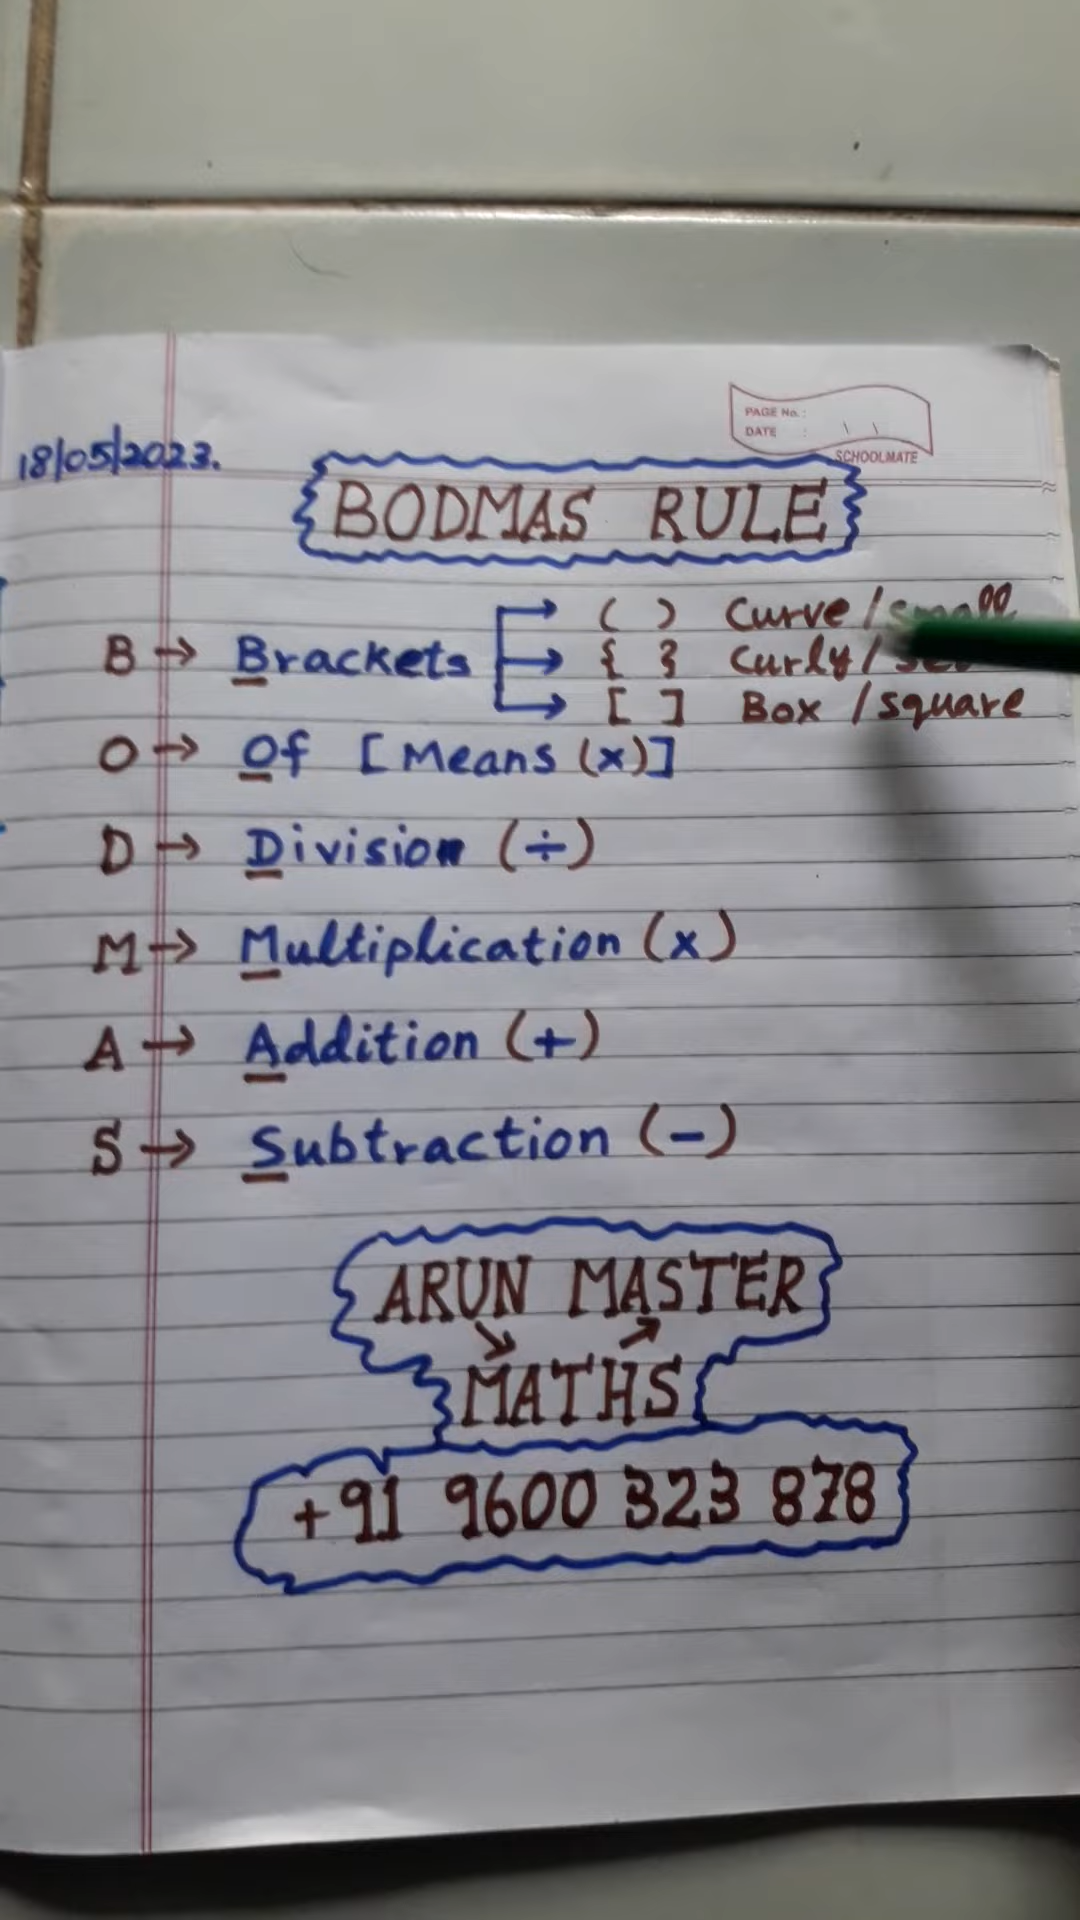 PAGE No. :
DATE : \ \
SCHOOLMATE
18/05/2023.
BODMAS RULE
B → Brackets → ( ) Curve / small
→ { } Curly /
→ [ ] Box / square
O → Of [Means (x)]
D → Division (÷)
M → Multiplication (x)
A → Addition (+)
S → Subtraction (-)
ARUN MASTER
MATHS
+91 9600 323 878